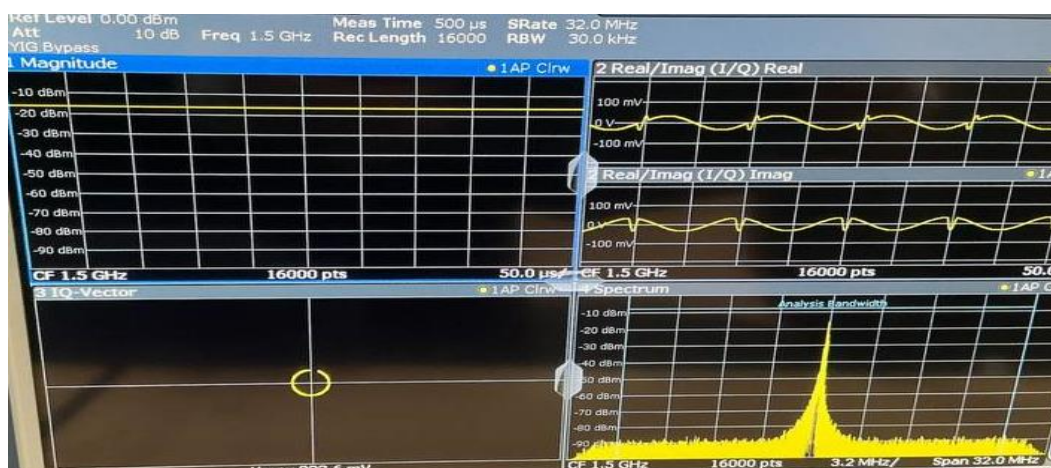 Ref Level 0.00 dBm Meas Time 500 µs SRate 32.0 MHz
Att 10 dB Freq 1.5 GHz Rec Length 16000 RBW 30.0 kHz
YIG Bypass
1 Magnitude 1AP Clrw
-10 dBm
-20 dBm
-30 dBm
-40 dBm
-50 dBm
-60 dBm
-70 dBm
-80 dBm
-90 dBm
CF 1.5 GHz 16000 pts 50.0 µs/
2 Real/Imag (I/Q) Real
100 mV
0 V
-100 mV
2 Real/Imag (I/Q) Imag
100 mV
0 V
-100 mV
CF 1.5 GHz 16000 pts 50.0
3 IQ-Vector 1AP Clrw
4 Spectrum 1AP
Analysis Bandwidth
-10 dBm
-20 dBm
-30 dBm
-40 dBm
-50 dBm
-60 dBm
-70 dBm
-80 dBm
-90
CF 1.5 GHz 16000 pts 3.2 MHz/ Span 32.0 MHz